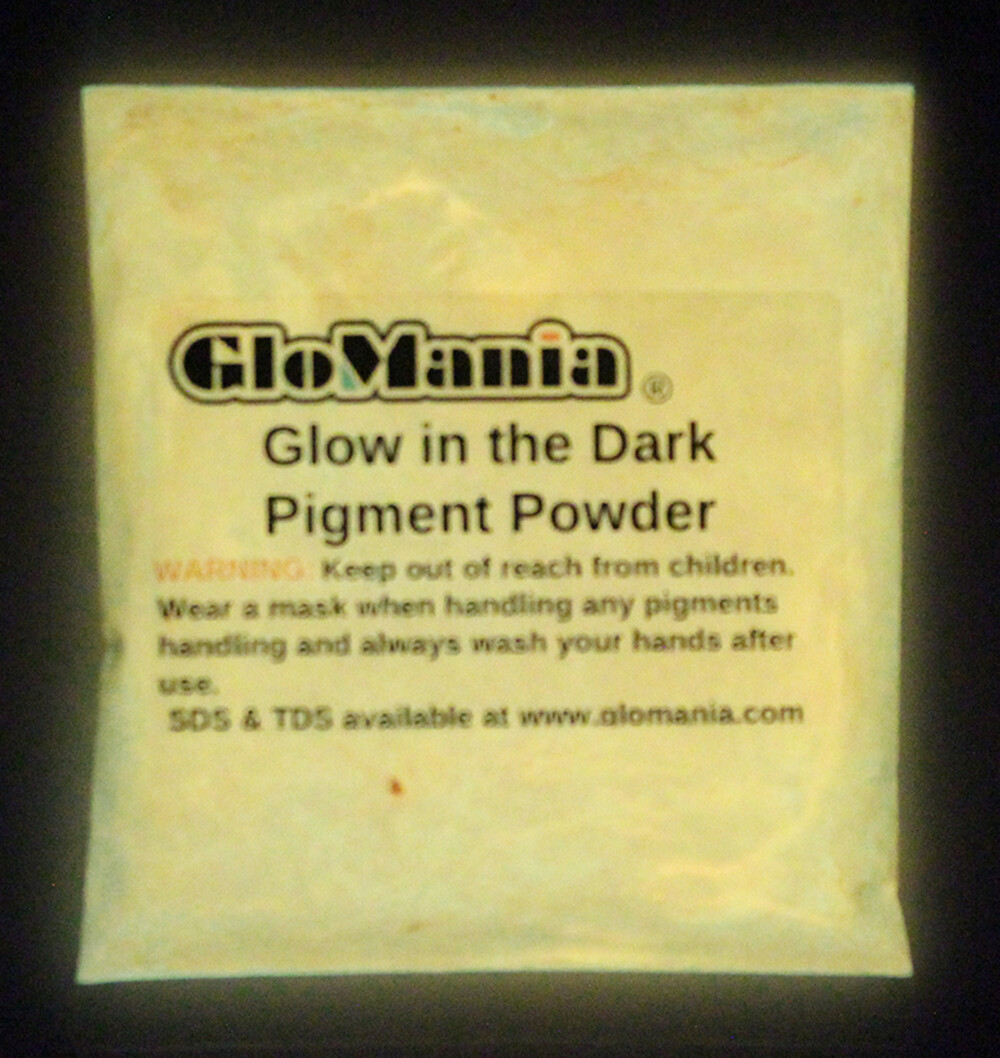 GloMania ®
Glow in the Dark
Pigment Powder
WARNING: Keep out of reach from children.
Wear a mask when handling any pigments
handling and always wash your hands after
use.
SDS & TDS available at www.glomania.com